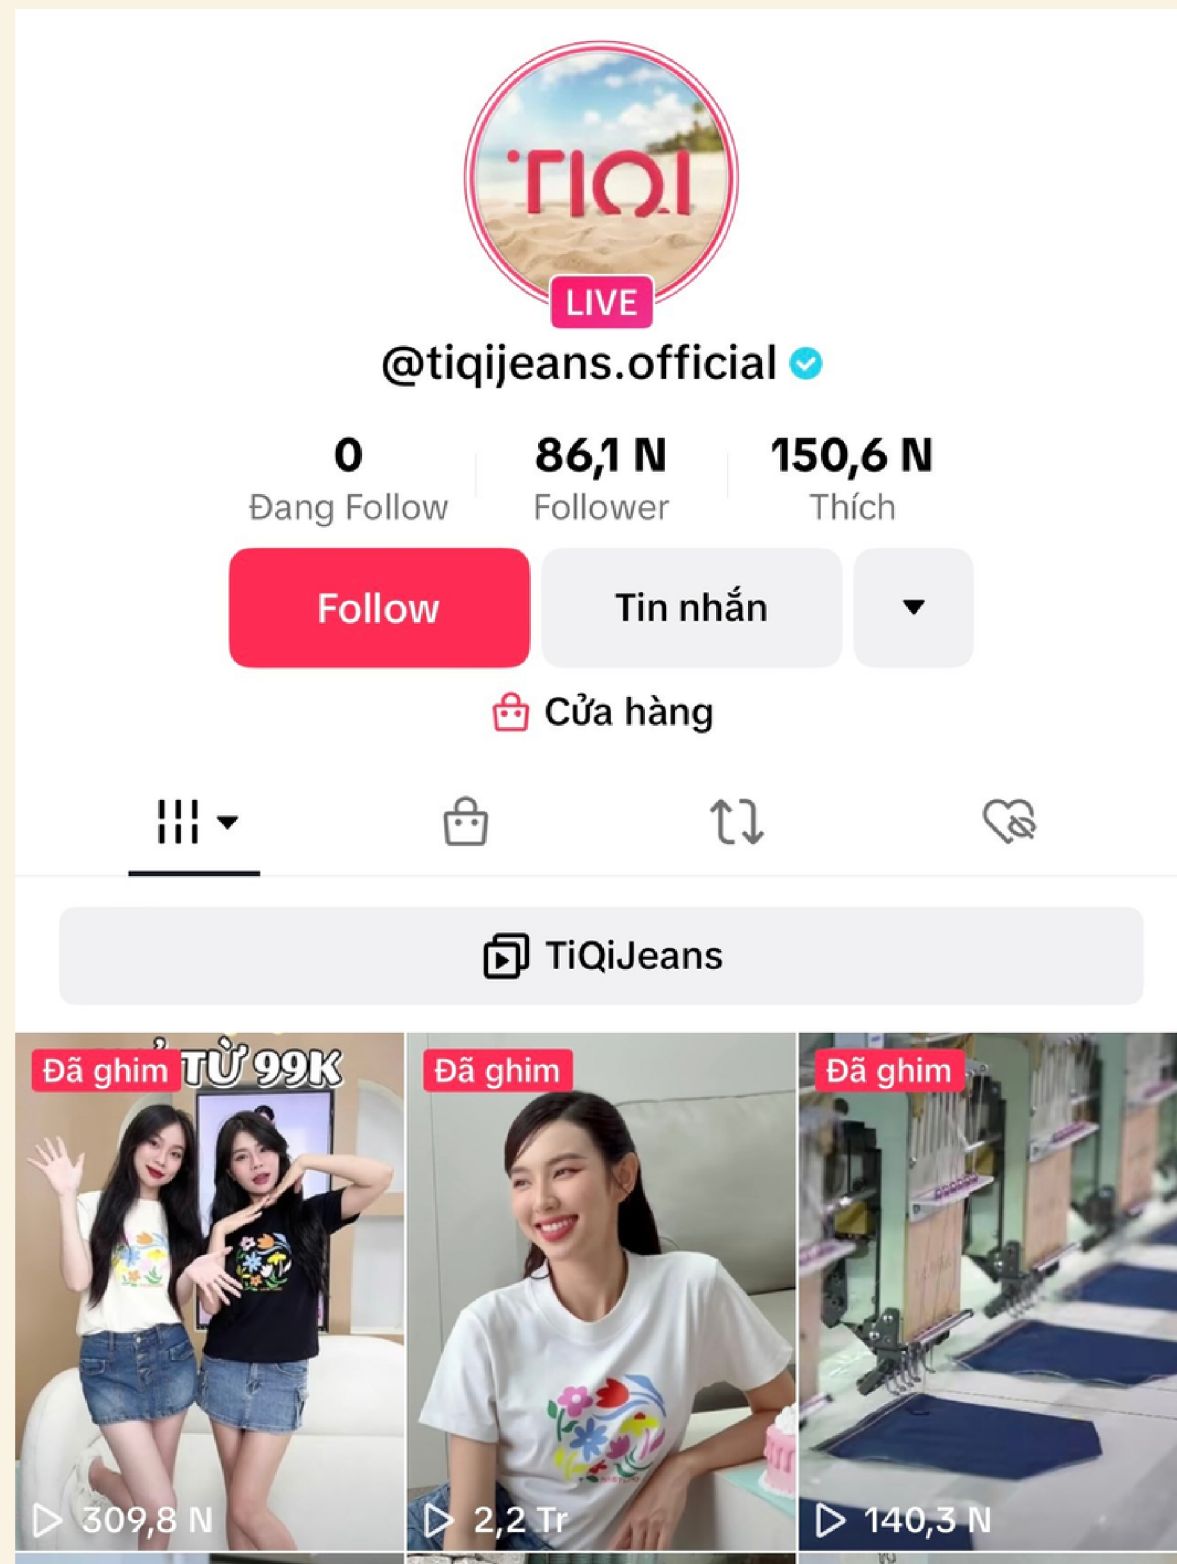 TIQI
LIVE
@tiqijeans.official
0
86,1 N
150,6 N
Đang Follow
Follower
Thích
Follow
Tin nhắn
Cửa hàng
TiQiJeans
Đã ghim
TỪ 99K
Đã ghim
Đã ghim
309,8 N
2,2 Tr
140,3 N